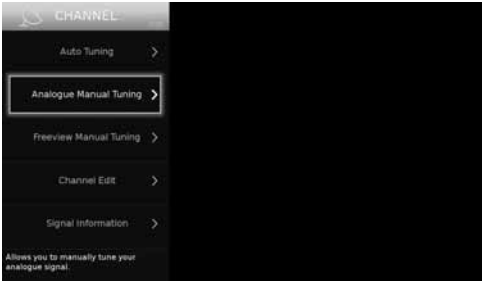 CHANNEL
Auto Tuning
Analogue Manual Tuning
Freeview Manual Tuning
Channel Edit
Signal Information
Allows you to manually tune your
analogue signal.